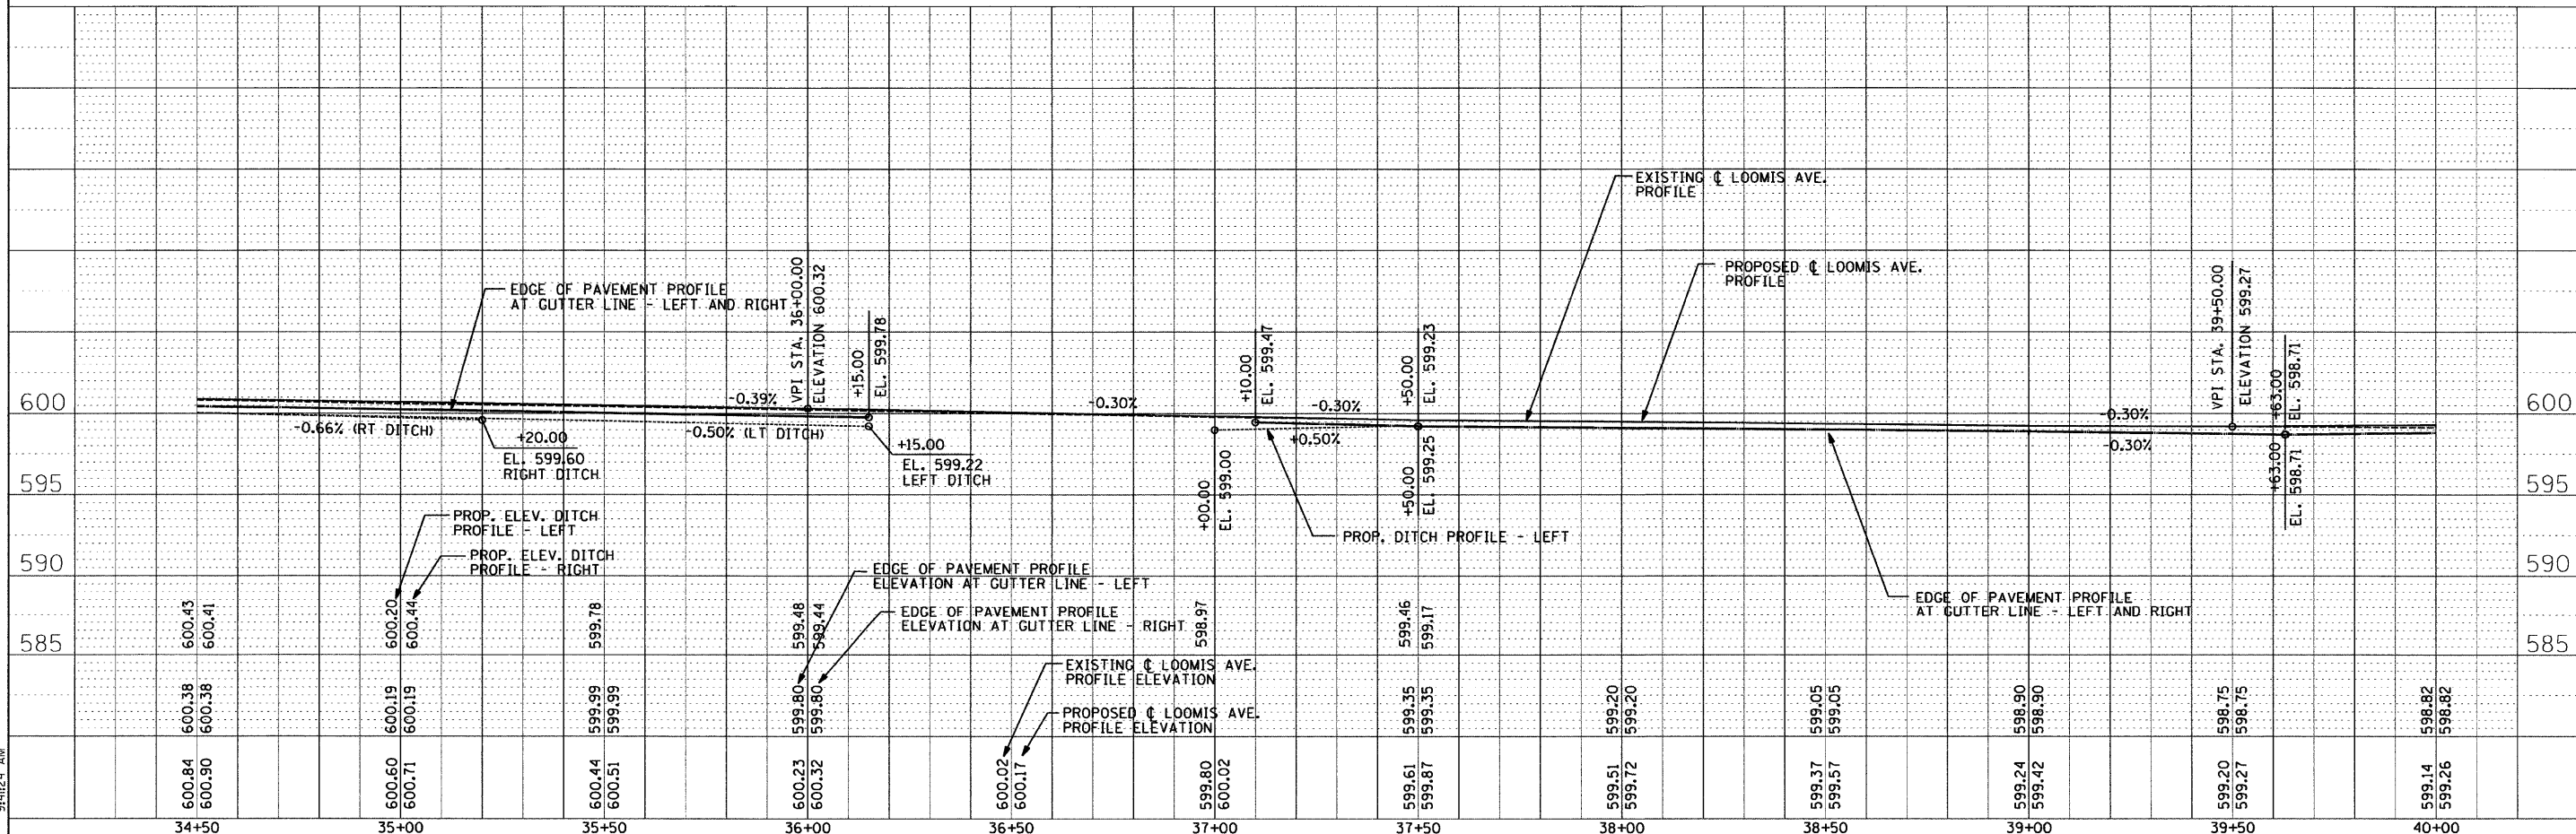 EXISTING ℄ LOOMIS AVE.
PROFILE
PROPOSED ℄ LOOMIS AVE.
PROFILE
EDGE OF PAVEMENT PROFILE
AT GUTTER LINE - LEFT AND RIGHT
VPI STA. 36+00.00
ELEVATION 600.32
+15.00
EL. 599.78
+10.00
EL. 599.47
+50.00
EL. 599.23
VPI STA. 39+50.00
ELEVATION 599.27
+63.00
EL. 598.71
600
-0.39%
-0.30%
-0.30%
-0.30%
600
-0.66% (RT DITCH)
+20.00
EL. 599.60
RIGHT DITCH
-0.50% (LT DITCH)
+15.00
EL. 599.22
LEFT DITCH
+0.50%
-0.30%
+00.00
EL. 599.00
+50.00
EL. 599.25
+63.00
EL. 598.71
595
595
PROP. ELEV. DITCH
PROFILE - LEFT
PROP. ELEV. DITCH
PROFILE - RIGHT
PROP. DITCH PROFILE - LEFT
590
590
EDGE OF PAVEMENT PROFILE
ELEVATION AT GUTTER LINE - LEFT
EDGE OF PAVEMENT PROFILE
ELEVATION AT GUTTER LINE - RIGHT
EDGE OF PAVEMENT PROFILE
AT GUTTER LINE - LEFT AND RIGHT
600.43
600.41
600.20
600.44
599.78
599.48
599.44
598.97
599.46
599.17
585
585
EXISTING ℄ LOOMIS AVE.
PROFILE ELEVATION
PROPOSED ℄ LOOMIS AVE.
PROFILE ELEVATION
600.38
600.38
600.19
600.19
599.99
599.99
599.80
599.80
599.35
599.35
599.20
599.20
599.05
599.05
598.90
598.90
598.75
598.75
598.82
598.82
600.84
600.90
600.60
600.71
600.44
600.51
600.23
600.32
600.02
600.17
599.80
600.02
599.61
599.87
599.51
599.72
599.37
599.57
599.24
599.42
599.20
599.27
599.14
599.26
34+50
35+00
35+50
36+00
36+50
37+00
37+50
38+00
38+50
39+00
39+50
40+00